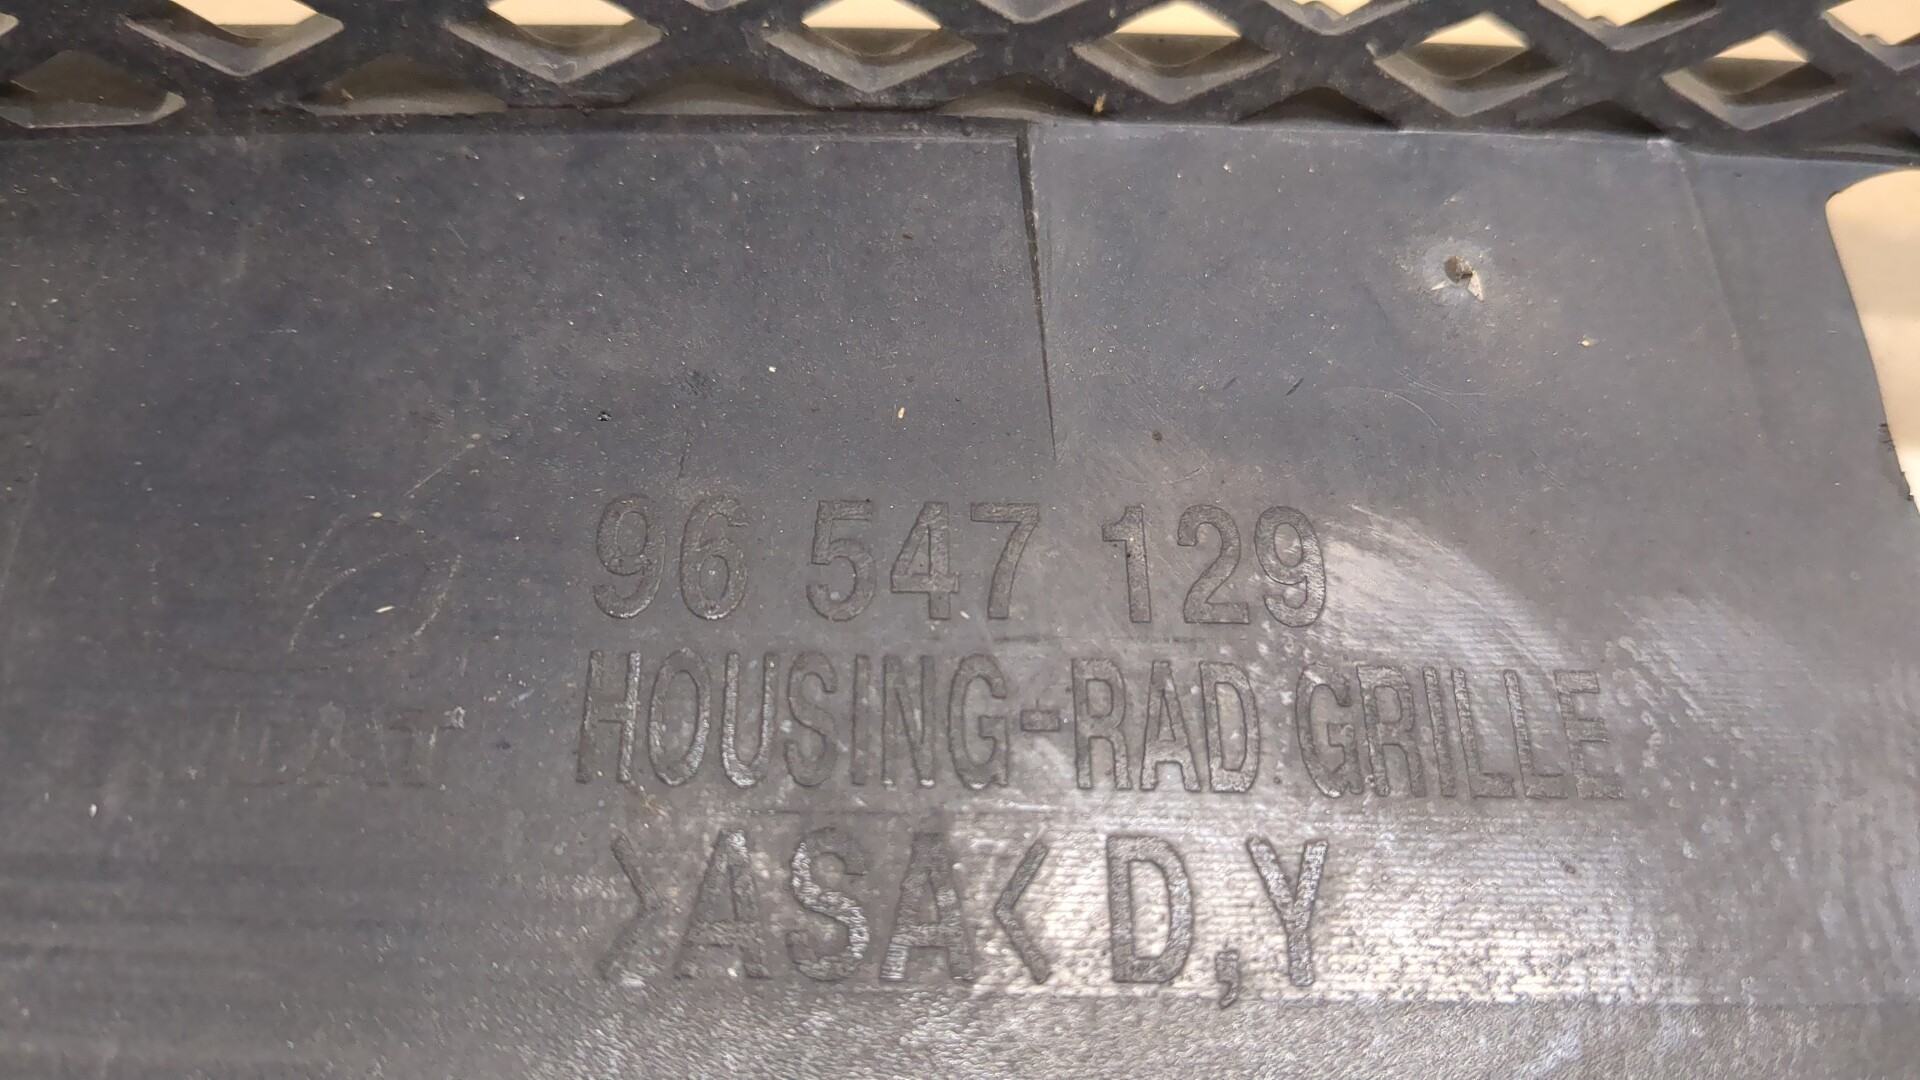 96 547 129
HOUSING-RAD GRILLE
>ASA< D,Y